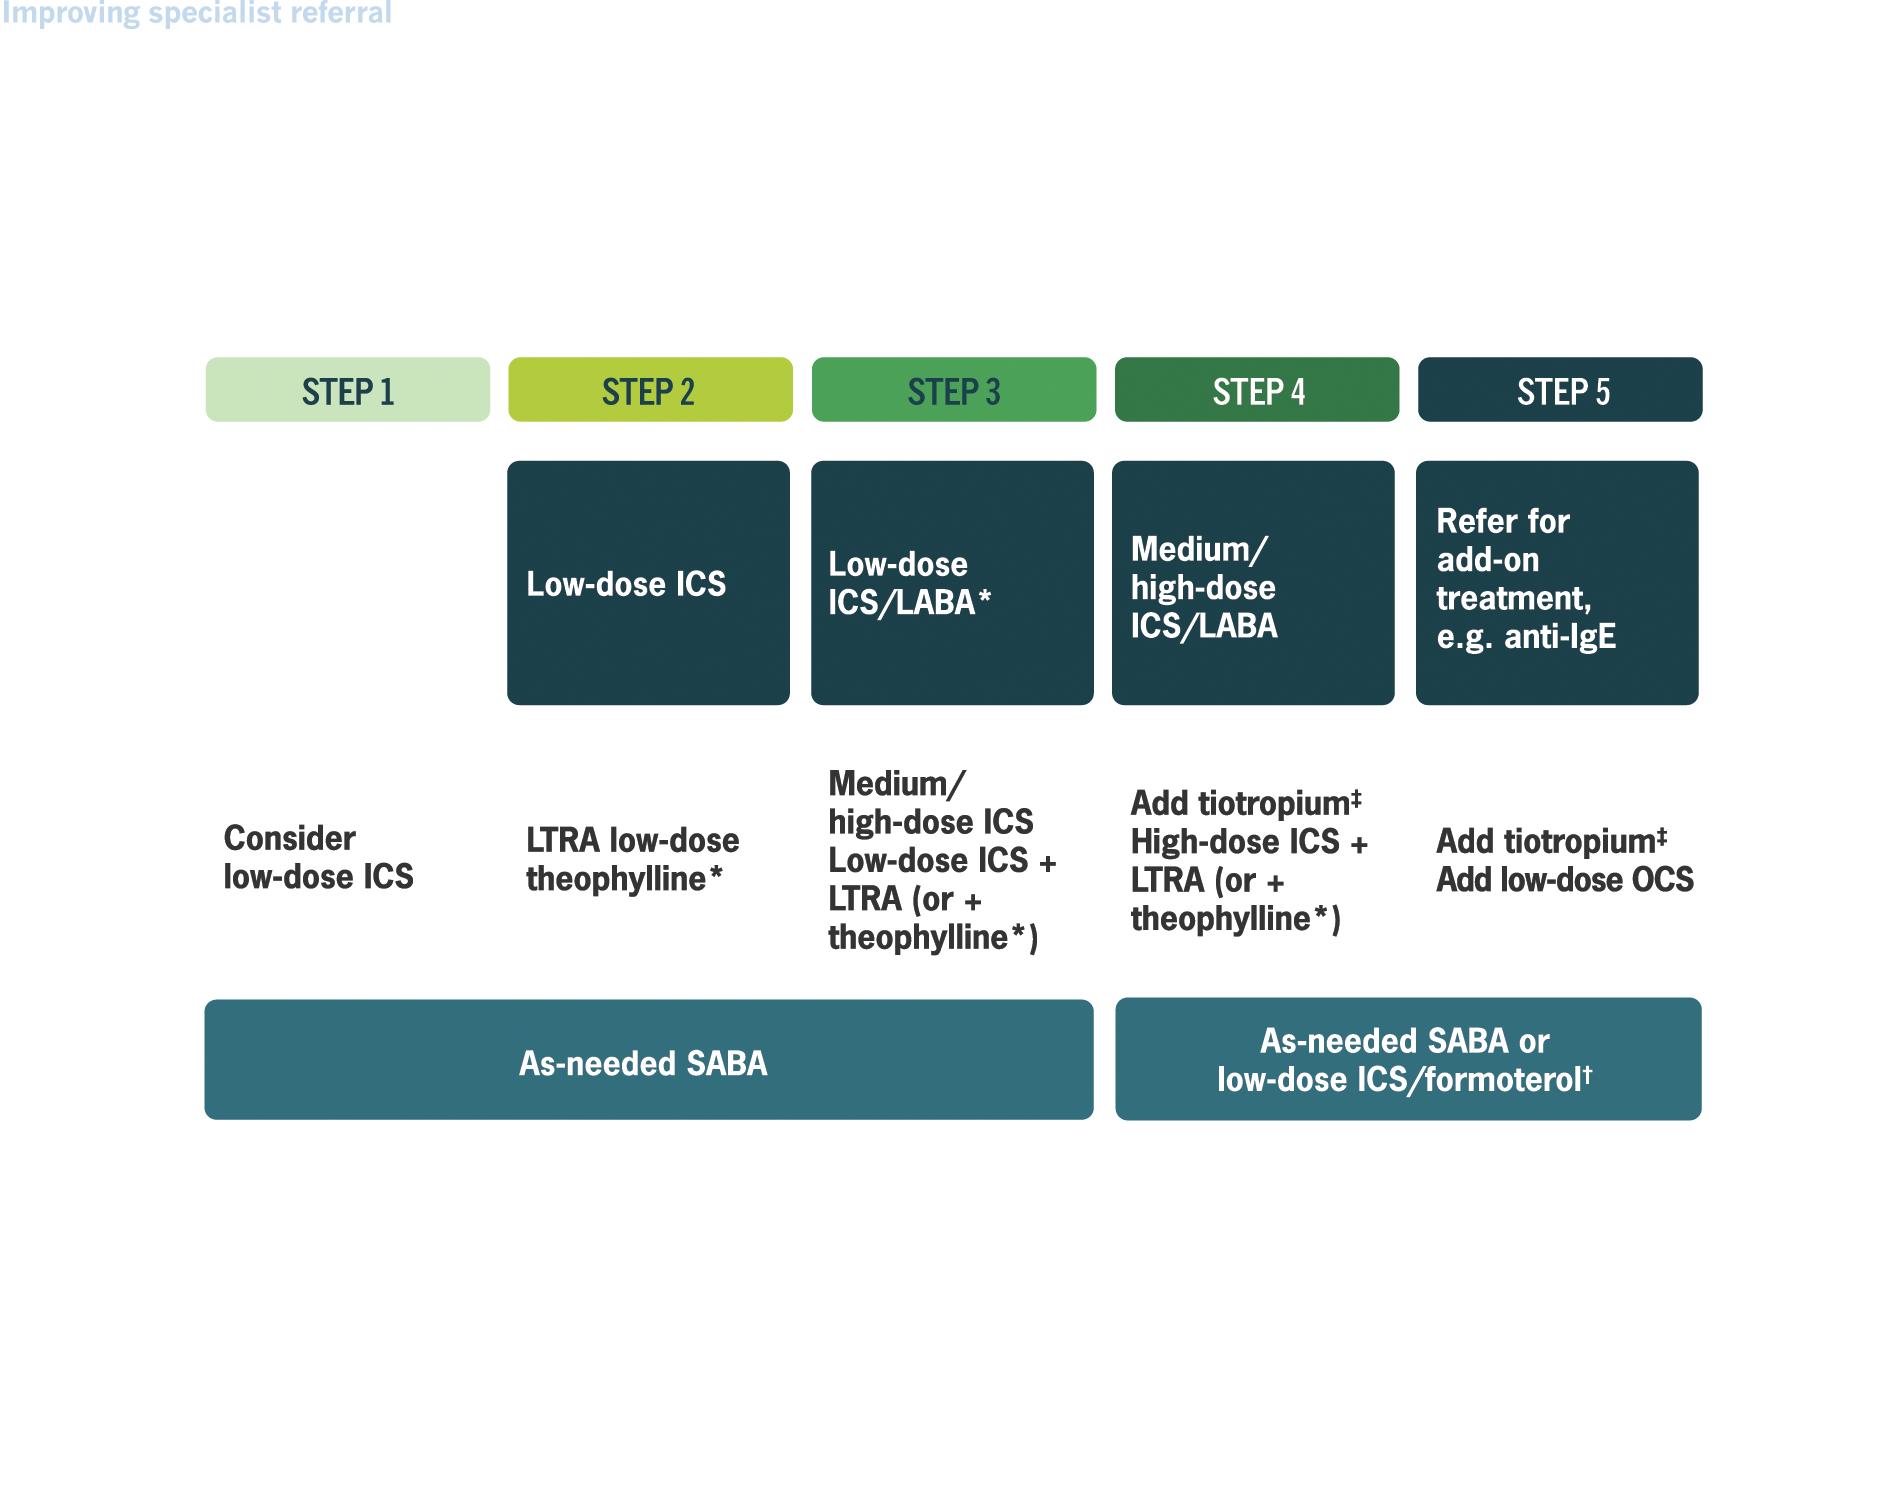 Improving specialist referral
STEP 1
STEP 2
STEP 3
STEP 4
STEP 5
Low-dose ICS
Low-dose
ICS/LABA*
Medium/
high-dose
ICS/LABA
Refer for
add-on
treatment,
e.g. anti-IgE
Consider
low-dose ICS
LTRA low-dose
theophylline*
Medium/
high-dose ICS
Low-dose ICS +
LTRA (or +
theophylline*)
Add tiotropium‡
High-dose ICS +
LTRA (or +
theophylline*)
Add tiotropium‡
Add low-dose OCS
As-needed SABA
As-needed SABA or
low-dose ICS/formoterol†